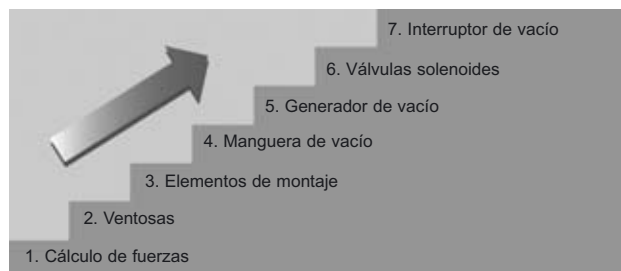 7. Interruptor de vacío
6. Válvulas solenoides
5. Generador de vacío
4. Manguera de vacío
3. Elementos de montaje
2. Ventosas
1. Cálculo de fuerzas